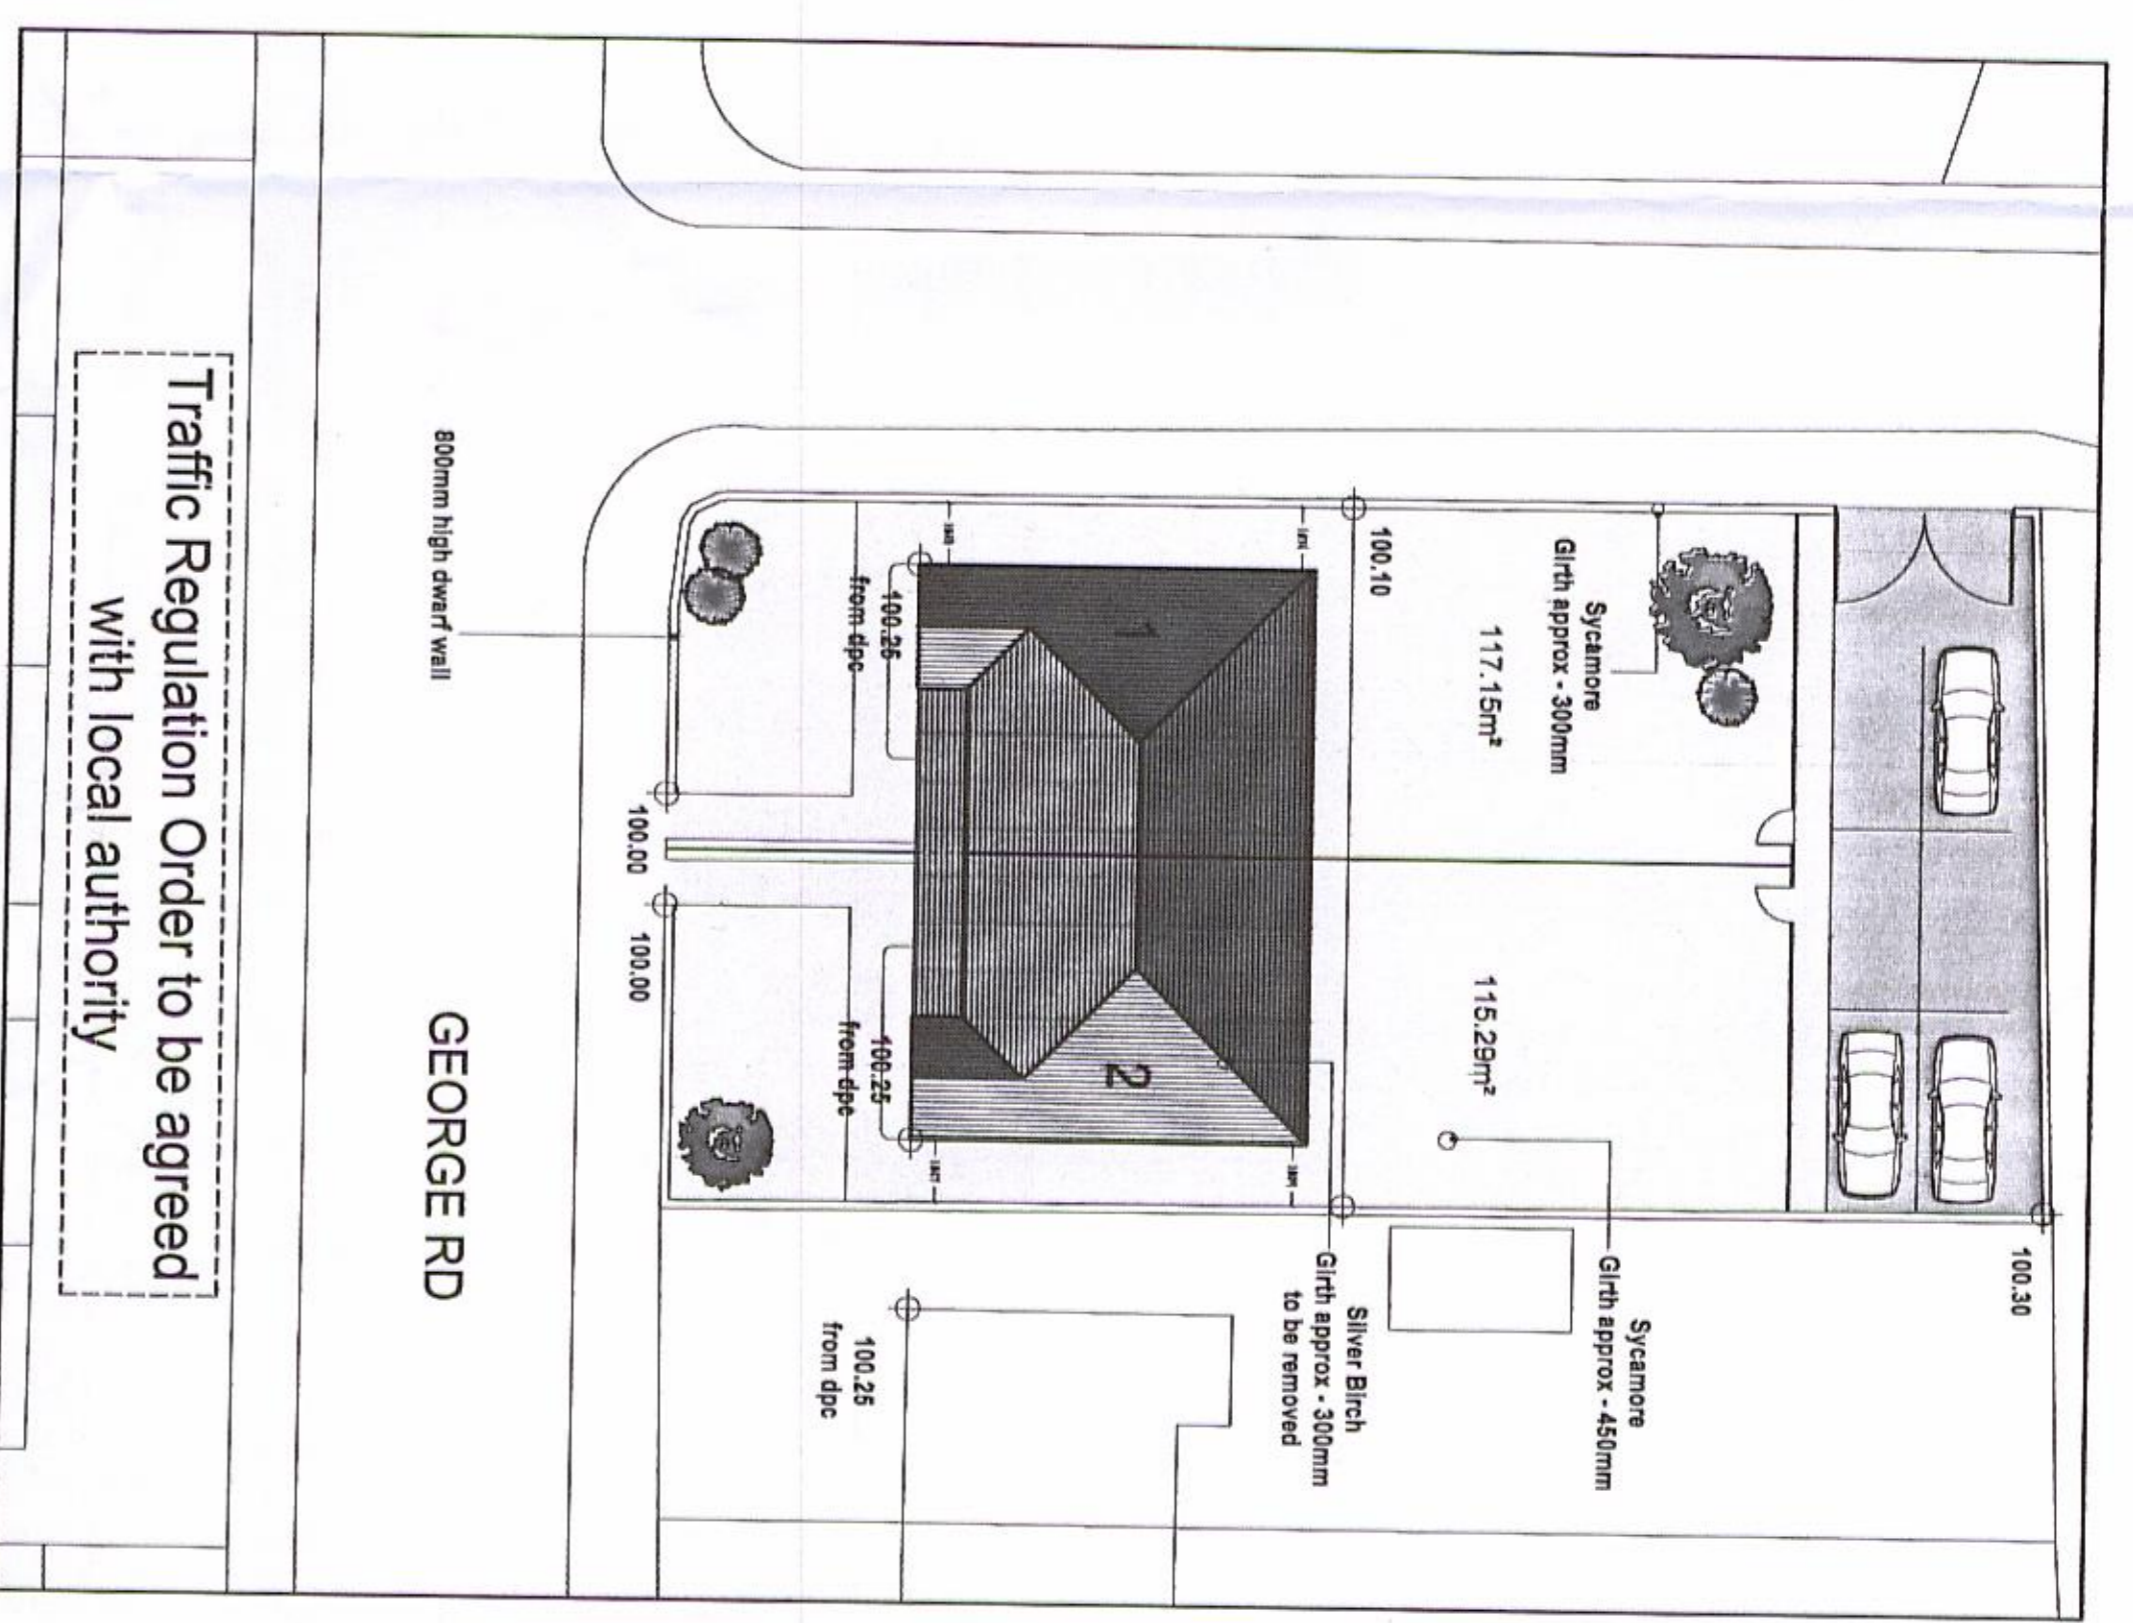 100.30
Sycamore
Girth approx - 450mm
Sycamore
Girth approx - 300mm
117.15m²
115.29m²
100.10
Silver Birch
Girth approx - 300mm
to be removed
1
2
100.25
from dpc
100.25
from dpc
100.25
from dpc
100.00
100.00
800mm high dwarf wall
GEORGE RD
Traffic Regulation Order to be agreed
with local authority